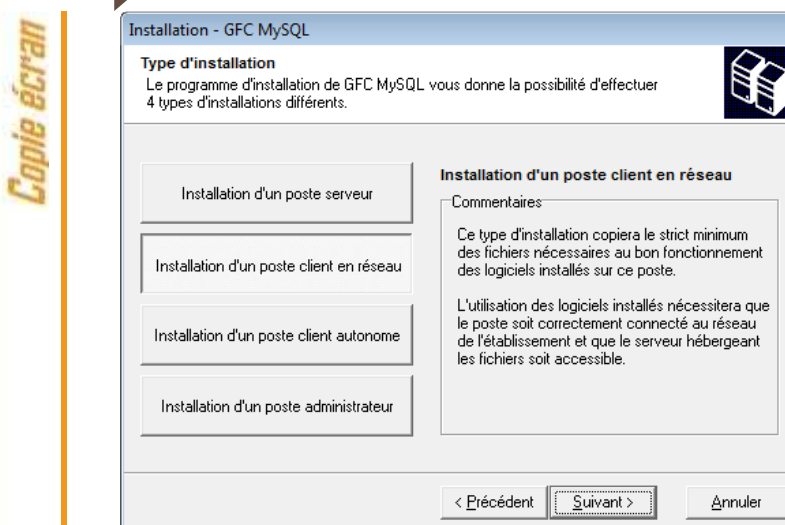 Copie écran
Installation - GFC MySQL
Type d'installation
Le programme d'installation de GFC MySQL vous donne la possibilité d'effectuer
4 types d'installations différents.
Installation d'un poste serveur
Installation d'un poste client en réseau
Installation d'un poste client autonome
Installation d'un poste administrateur
Installation d'un poste client en réseau
Commentaires
Ce type d'installation copiera le strict minimum
des fichiers nécessaires au bon fonctionnement
des logiciels installés sur ce poste.
L'utilisation des logiciels installés nécessitera que
le poste soit correctement connecté au réseau
de l'établissement et que le serveur hébergeant
les fichiers soit accessible.
< Précédent
Suivant >
Annuler